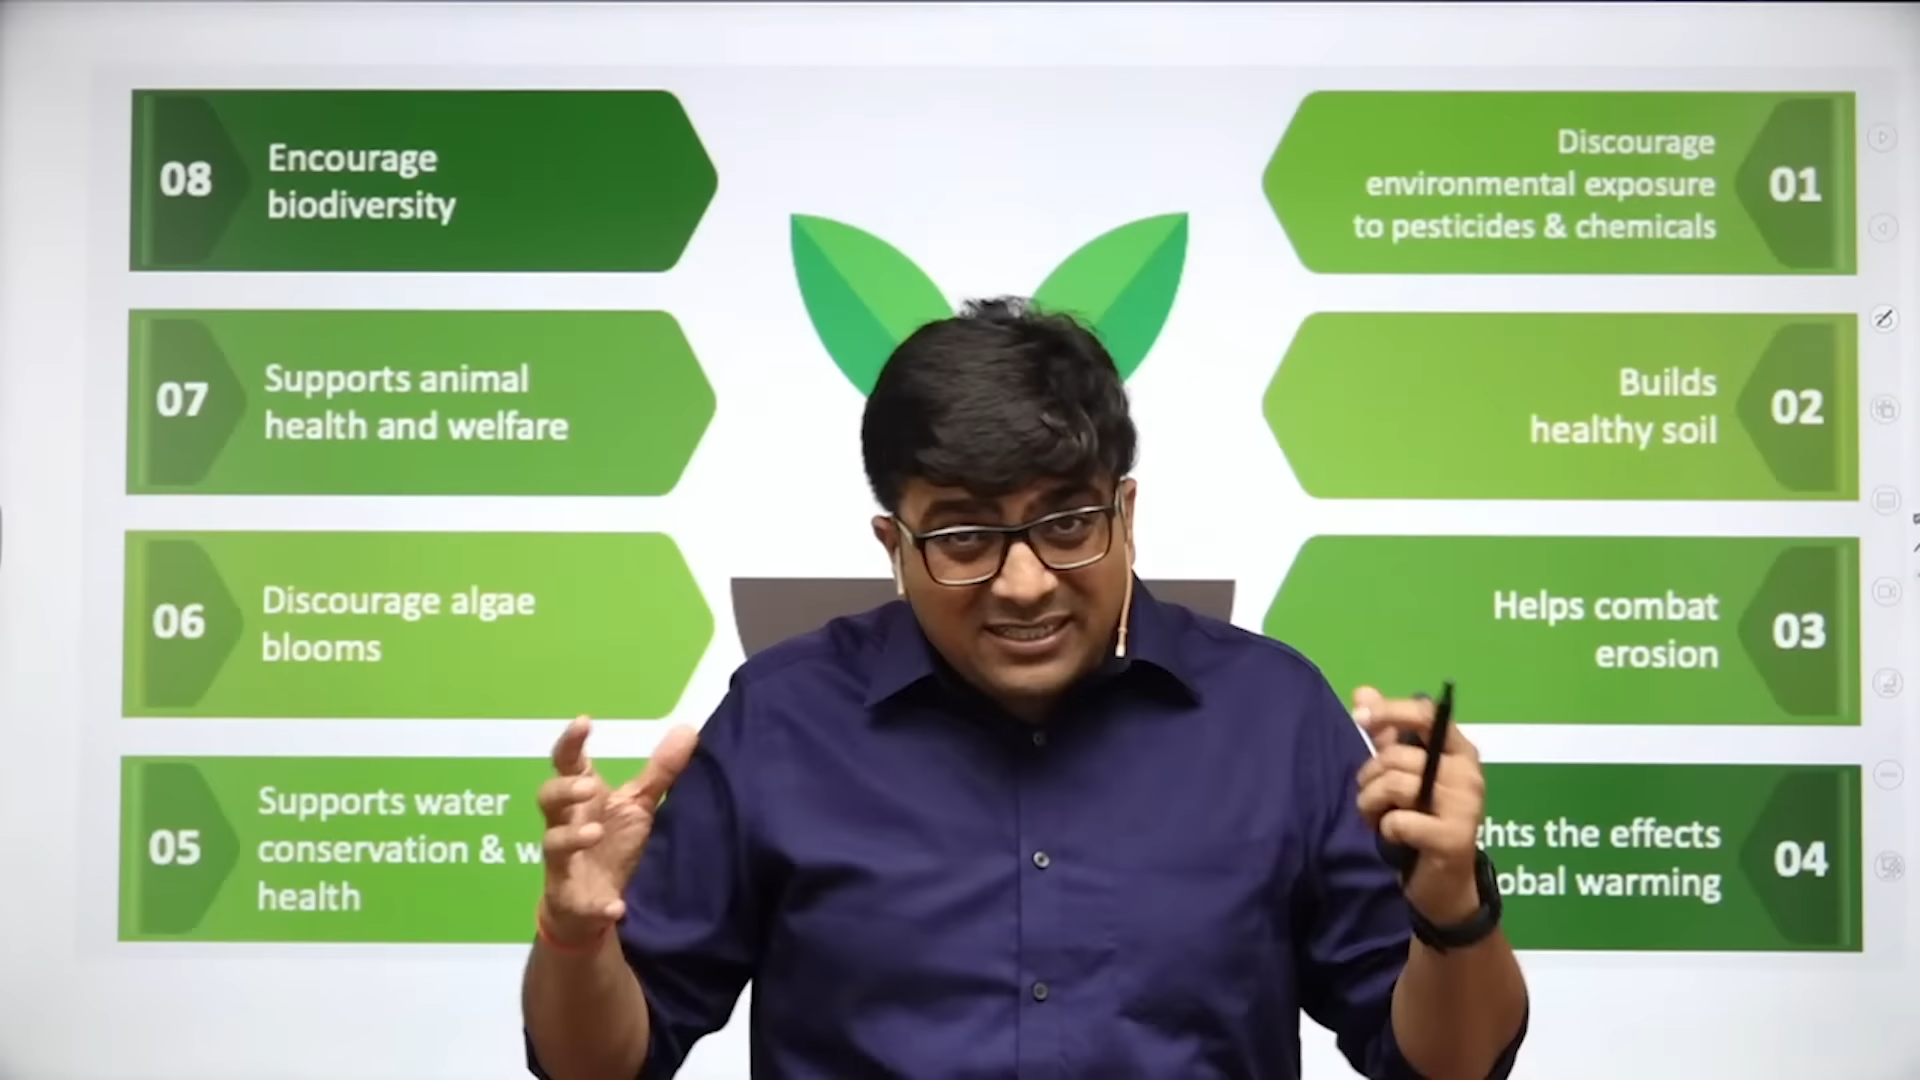 08
Encourage
biodiversity
07
Supports animal
health and welfare
06
Discourage algae
blooms
05
Supports water
conservation &
health
Discourage
environmental exposure
to pesticides & chemicals
01
Builds
healthy soil
02
Helps combat
erosion
03
the effects
warming
04